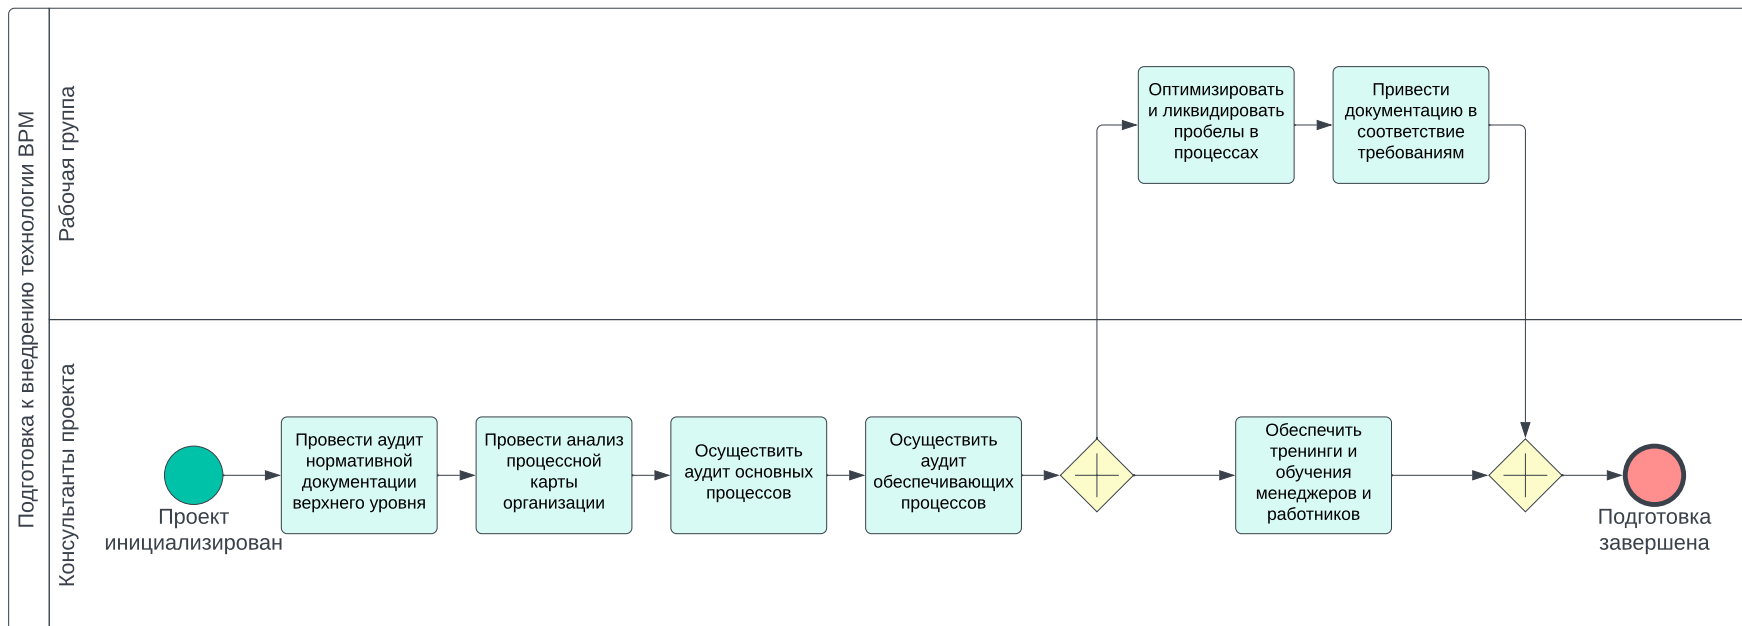 Подготовка к внедрению технологии BPM
Рабочая группа
Оптимизировать
и ликвидировать
пробелы в
процессах
Привести
документацию в
соответствие
требованиям
Консультанты проекта
Проект
инициализирован
Провести аудит
нормативной
документации
верхнего уровня
Провести анализ
процессной
карты
организации
Осуществить
аудит основных
процессов
Осуществить
аудит
обеспечивающих
процессов
Обеспечить
тренинги и
обучения
менеджеров и
работников
Подготовка
завершена